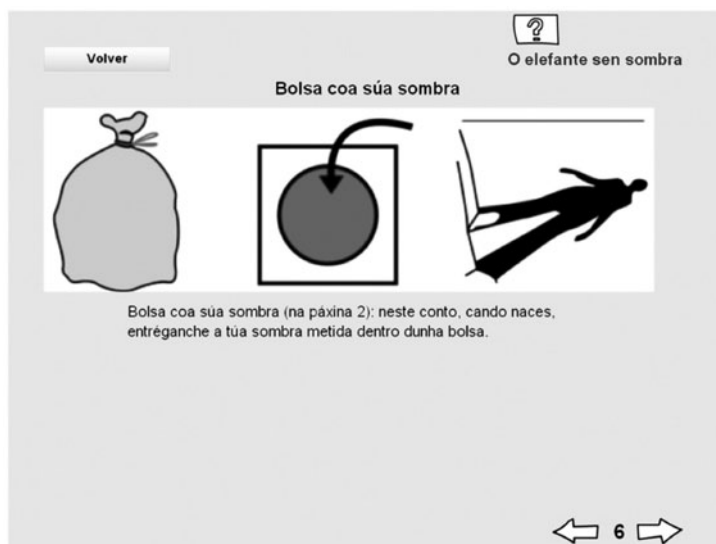 Volver
?
O elefante sen sombra
Bolsa coa súa sombra
Bolsa coa súa sombra (na páxina 2): neste conto, cando naces,
entréganche a túa sombra metida dentro dunha bolsa.
6